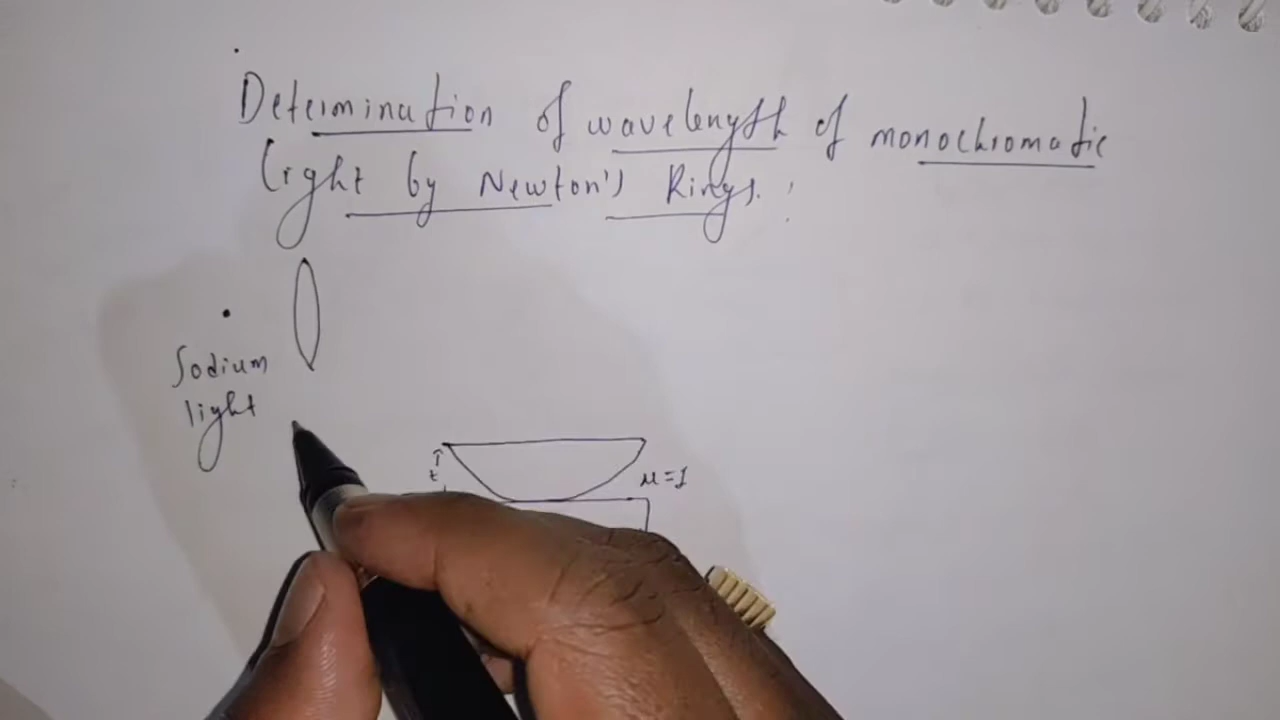 Determination of wavelength of monochromatic
light by Newton's Rings.
Sodium
light
t
μ=1